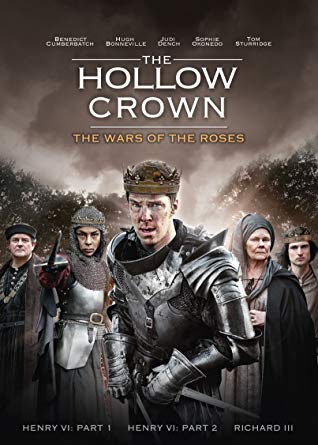 BENEDICT CUMBERBATCH
HUGH BONNEVILLE
JUDI DENCH
SOPHIE OKONEDO
TOM STURRIDGE
THE
HOLLOW
CROWN
THE WARS OF THE ROSES
HENRY VI: PART 1 HENRY VI: PART 2 RICHARD III